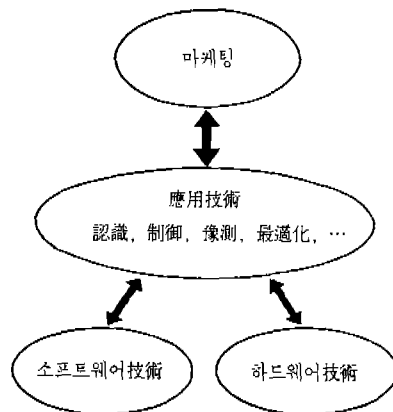 마케팅
應用技術
認識, 制御, 豫測, 最適化, …
소프트웨어技術
하드웨어技術